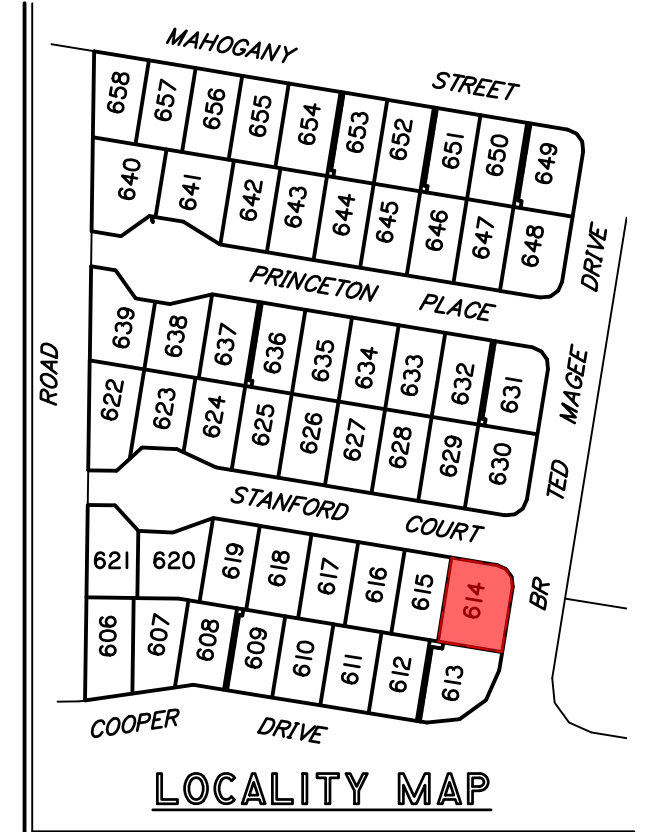 MAHOGANY STREET
658 657 656 655 654 653 652 651 650 649
640 641 642 643 644 645 646 647 648
PRINCETON PLACE
DRIVE
639 638 637 636 635 634 633 632 631
ROAD
MAGEE
622 623 624 625 626 627 628 629 630
TED
STANFORD COURT
621 620 619 618 617 616 615 614
BR
606 607 608 609 610 611 612 613
COOPER DRIVE
LOCALITY MAP